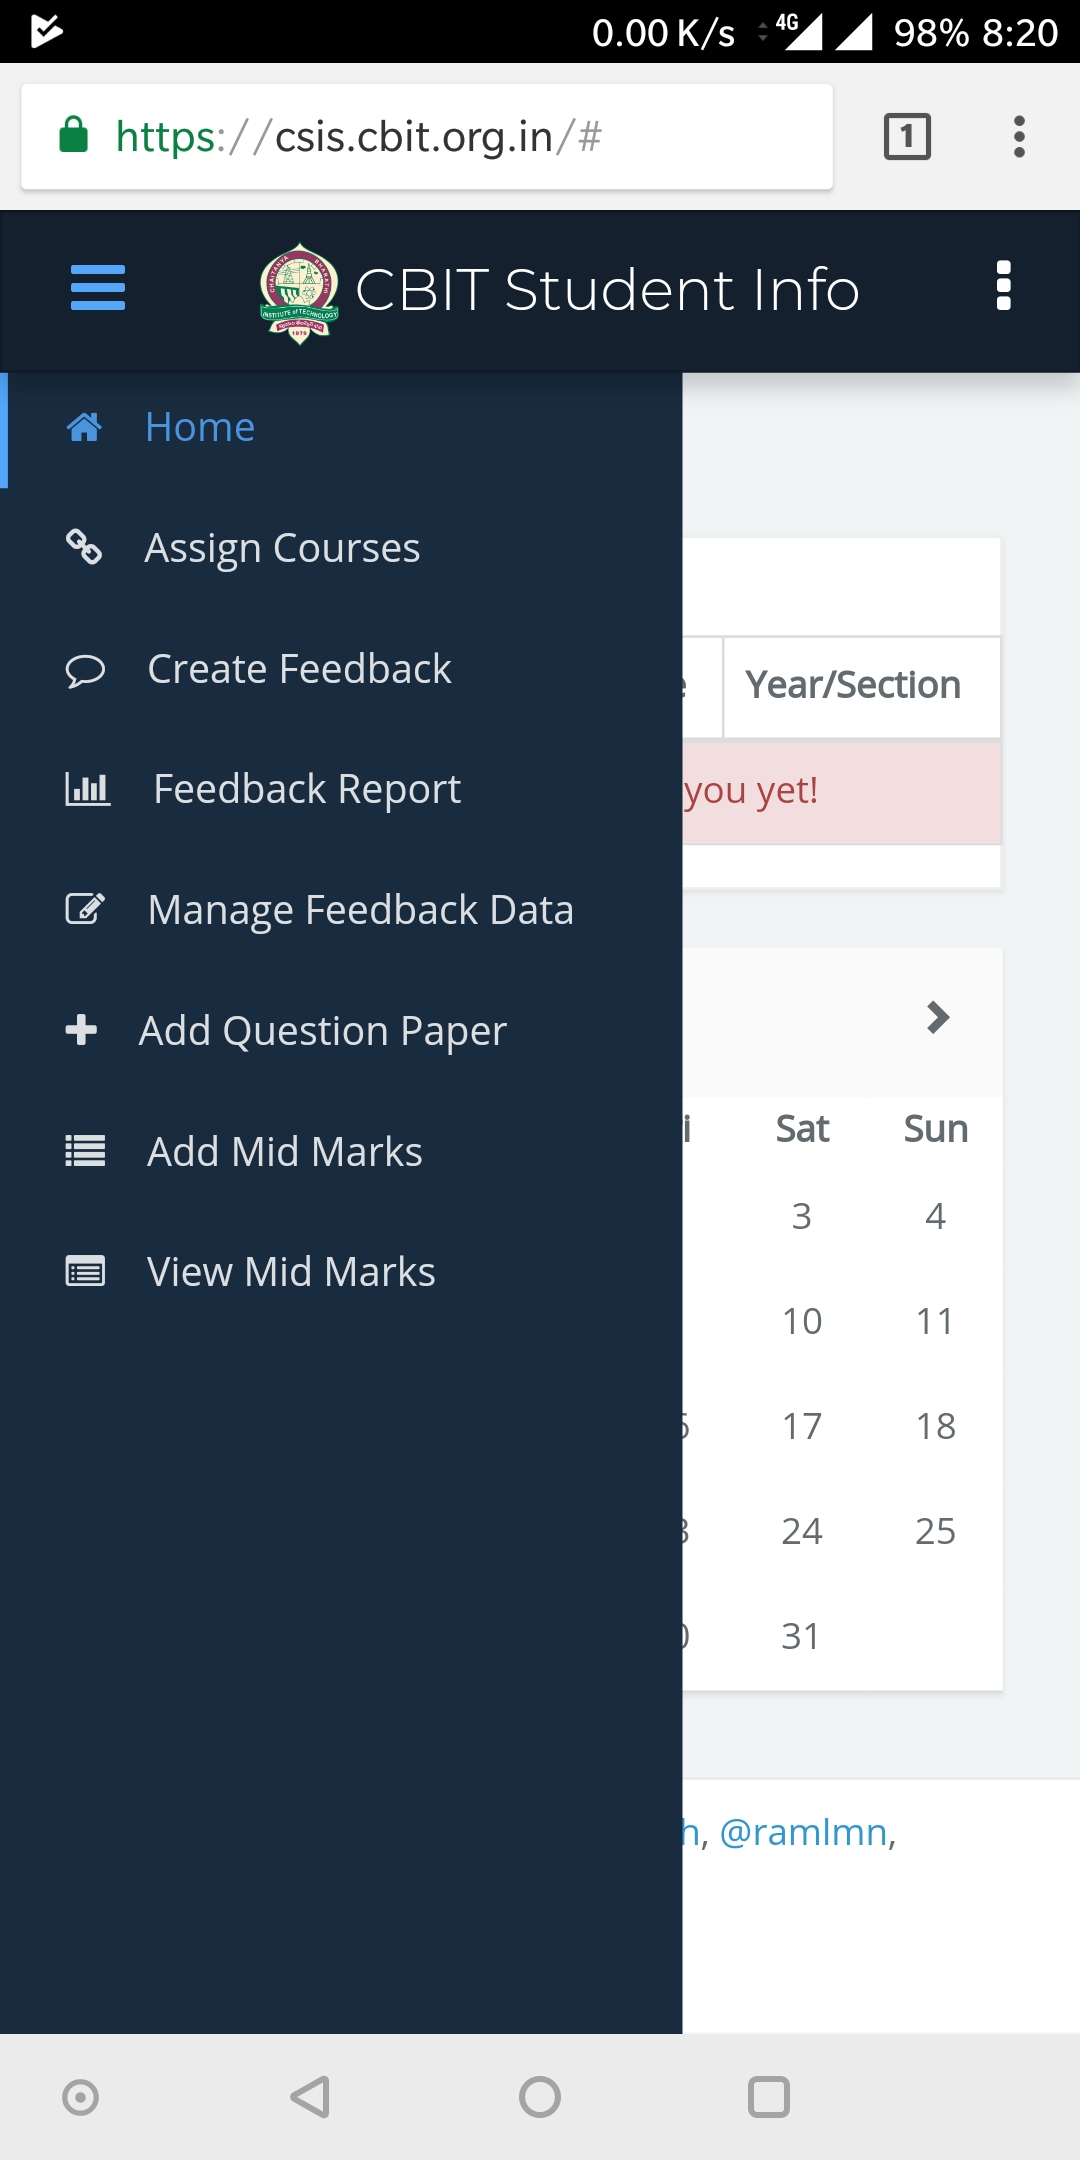 0.00 K/s 4G 98% 8:20
https://csis.cbit.org.in/#
1
CBIT Student Info
Home
Assign Courses
Create Feedback
Year/Section
Feedback Report
you yet!
Manage Feedback Data
Add Question Paper
Add Mid Marks
Sat Sun
3 4
View Mid Marks
10 11
17 18
24 25
31
h, @ramlmn,